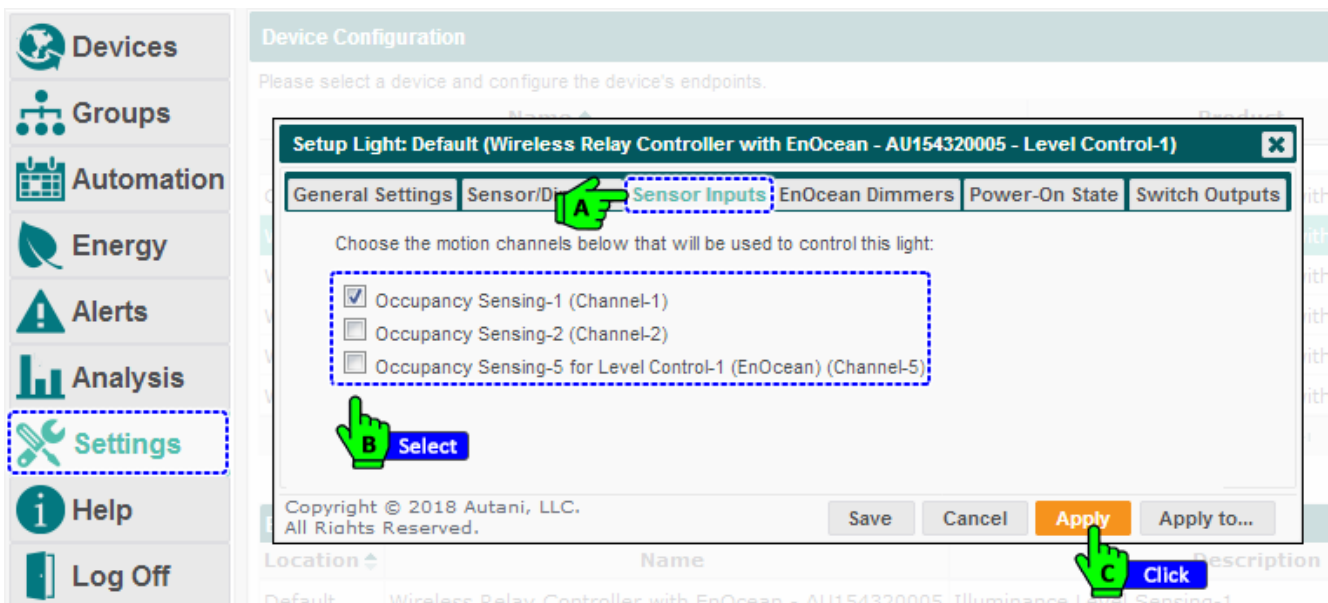 Devices
Groups
Automation
Energy
Alerts
Analysis
Settings
Help
Log Off
Device Configuration
Please select a device and configure the device's endpoints.
Name
Product
Setup Light: Default (Wireless Relay Controller with EnOcean - AU154320005 - Level Control-1)
General Settings
Sensor Inputs
EnOcean Dimmers
Power-On State
Switch Outputs
A
Choose the motion channels below that will be used to control this light:
Occupancy Sensing-1 (Channel-1)
Occupancy Sensing-2 (Channel-2)
Occupancy Sensing-5 for Level Control-1 (EnOcean) (Channel-5)
B Select
Copyright © 2018 Autani, LLC.
All Rights Reserved.
Save
Cancel
Apply
Apply to...
C Click
Location
Name
Description
Default
Wireless Relay Controller with EnOcean - AU154320005
Illuminance Level Sensing-1